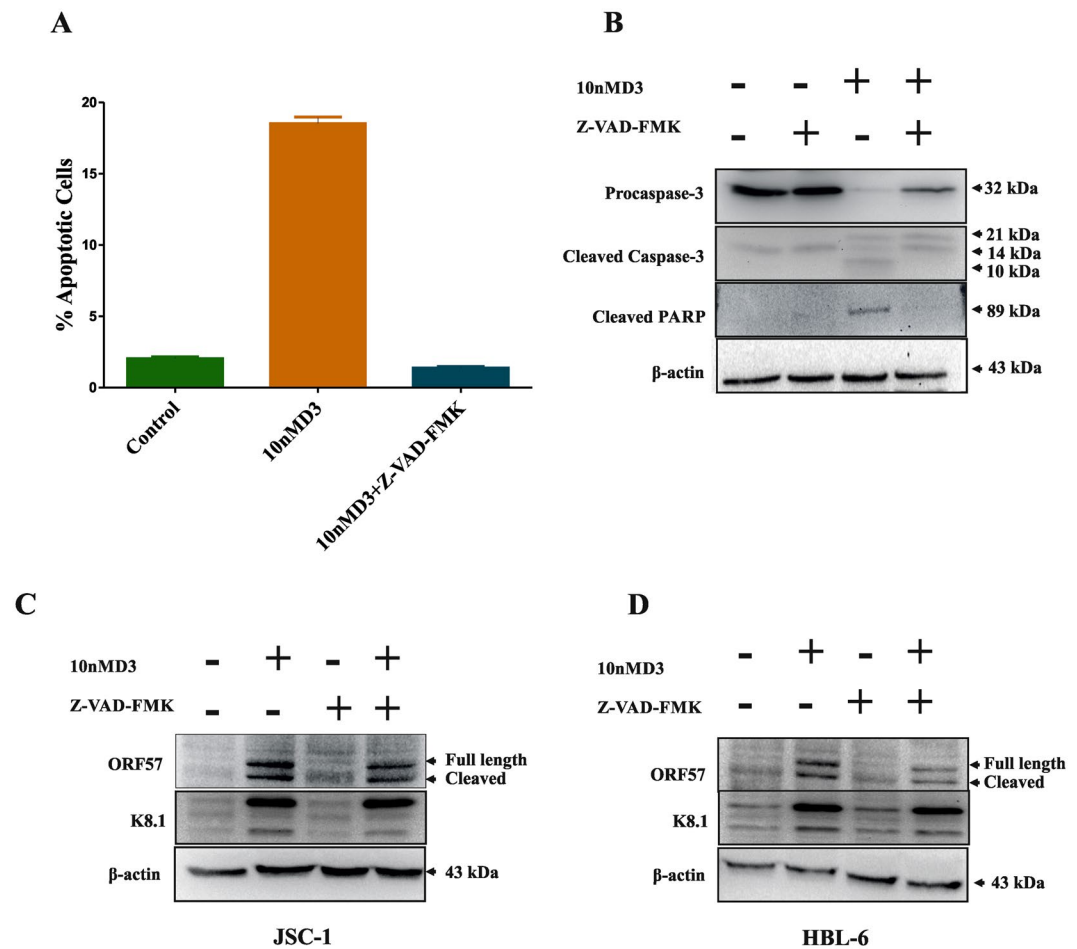 A
% Apoptotic Cells
20
15
10
5
0
Control
10nMD3
10nMD3+Z-VAD-FMK
B
10nMD3 - - + +
Z-VAD-FMK - + - +
Procaspase-3 32 kDa
Cleaved Caspase-3 21 kDa
14 kDa
10 kDa
Cleaved PARP 89 kDa
β-actin 43 kDa
C
10nMD3 - + - +
Z-VAD-FMK - - + +
ORF57 Full length
Cleaved
K8.1
β-actin 43 kDa
JSC-1
D
10nMD3 - + - +
Z-VAD-FMK - - + +
ORF57 Full length
Cleaved
K8.1
β-actin 43 kDa
HBL-6